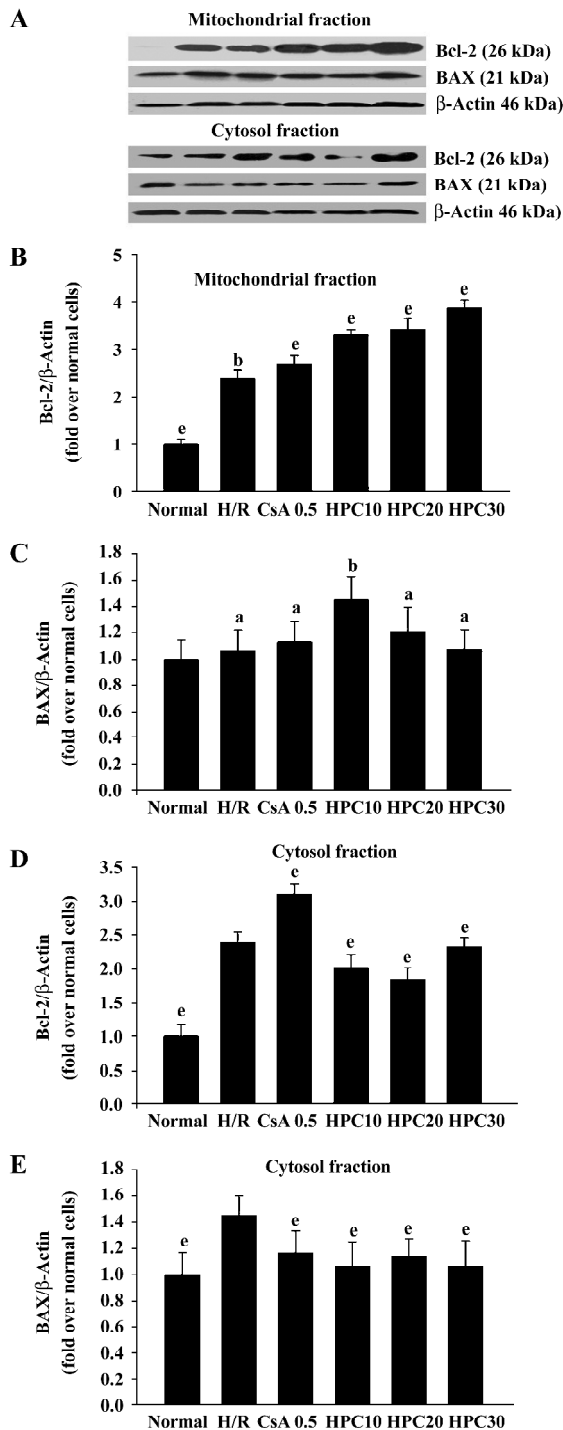 A
Mitochondrial fraction
Bcl-2 (26 kDa)
BAX (21 kDa)
β-Actin 46 kDa)
Cytosol fraction
Bcl-2 (26 kDa)
BAX (21 kDa)
β-Actin 46 kDa)
B
Mitochondrial fraction
Bcl-2/β-Actin
(fold over normal cells)
5
4
3
2
1
0
e
b
e
e
e
e
Normal H/R CsA 0.5 HPC10 HPC20 HPC30
C
BAX/β-Actin
(fold over normal cells)
1.8
1.6
1.4
1.2
1.0
0.8
0.6
0.4
0.2
0.0
a
a
b
a
a
Normal H/R CsA 0.5 HPC10 HPC20 HPC30
D
Cytosol fraction
Bcl-2/β-Actin
(fold over normal cells)
3.5
3.0
2.5
2.0
1.5
1.0
0.5
0.0
e
e
e
e
e
Normal H/R CsA 0.5 HPC10 HPC20 HPC30
E
Cytosol fraction
BAX/β-Actin
(fold over normal cells)
1.8
1.6
1.4
1.2
1.0
0.8
0.6
0.4
0.2
0.0
e
e
e
e
e
Normal H/R CsA 0.5 HPC10 HPC20 HPC30